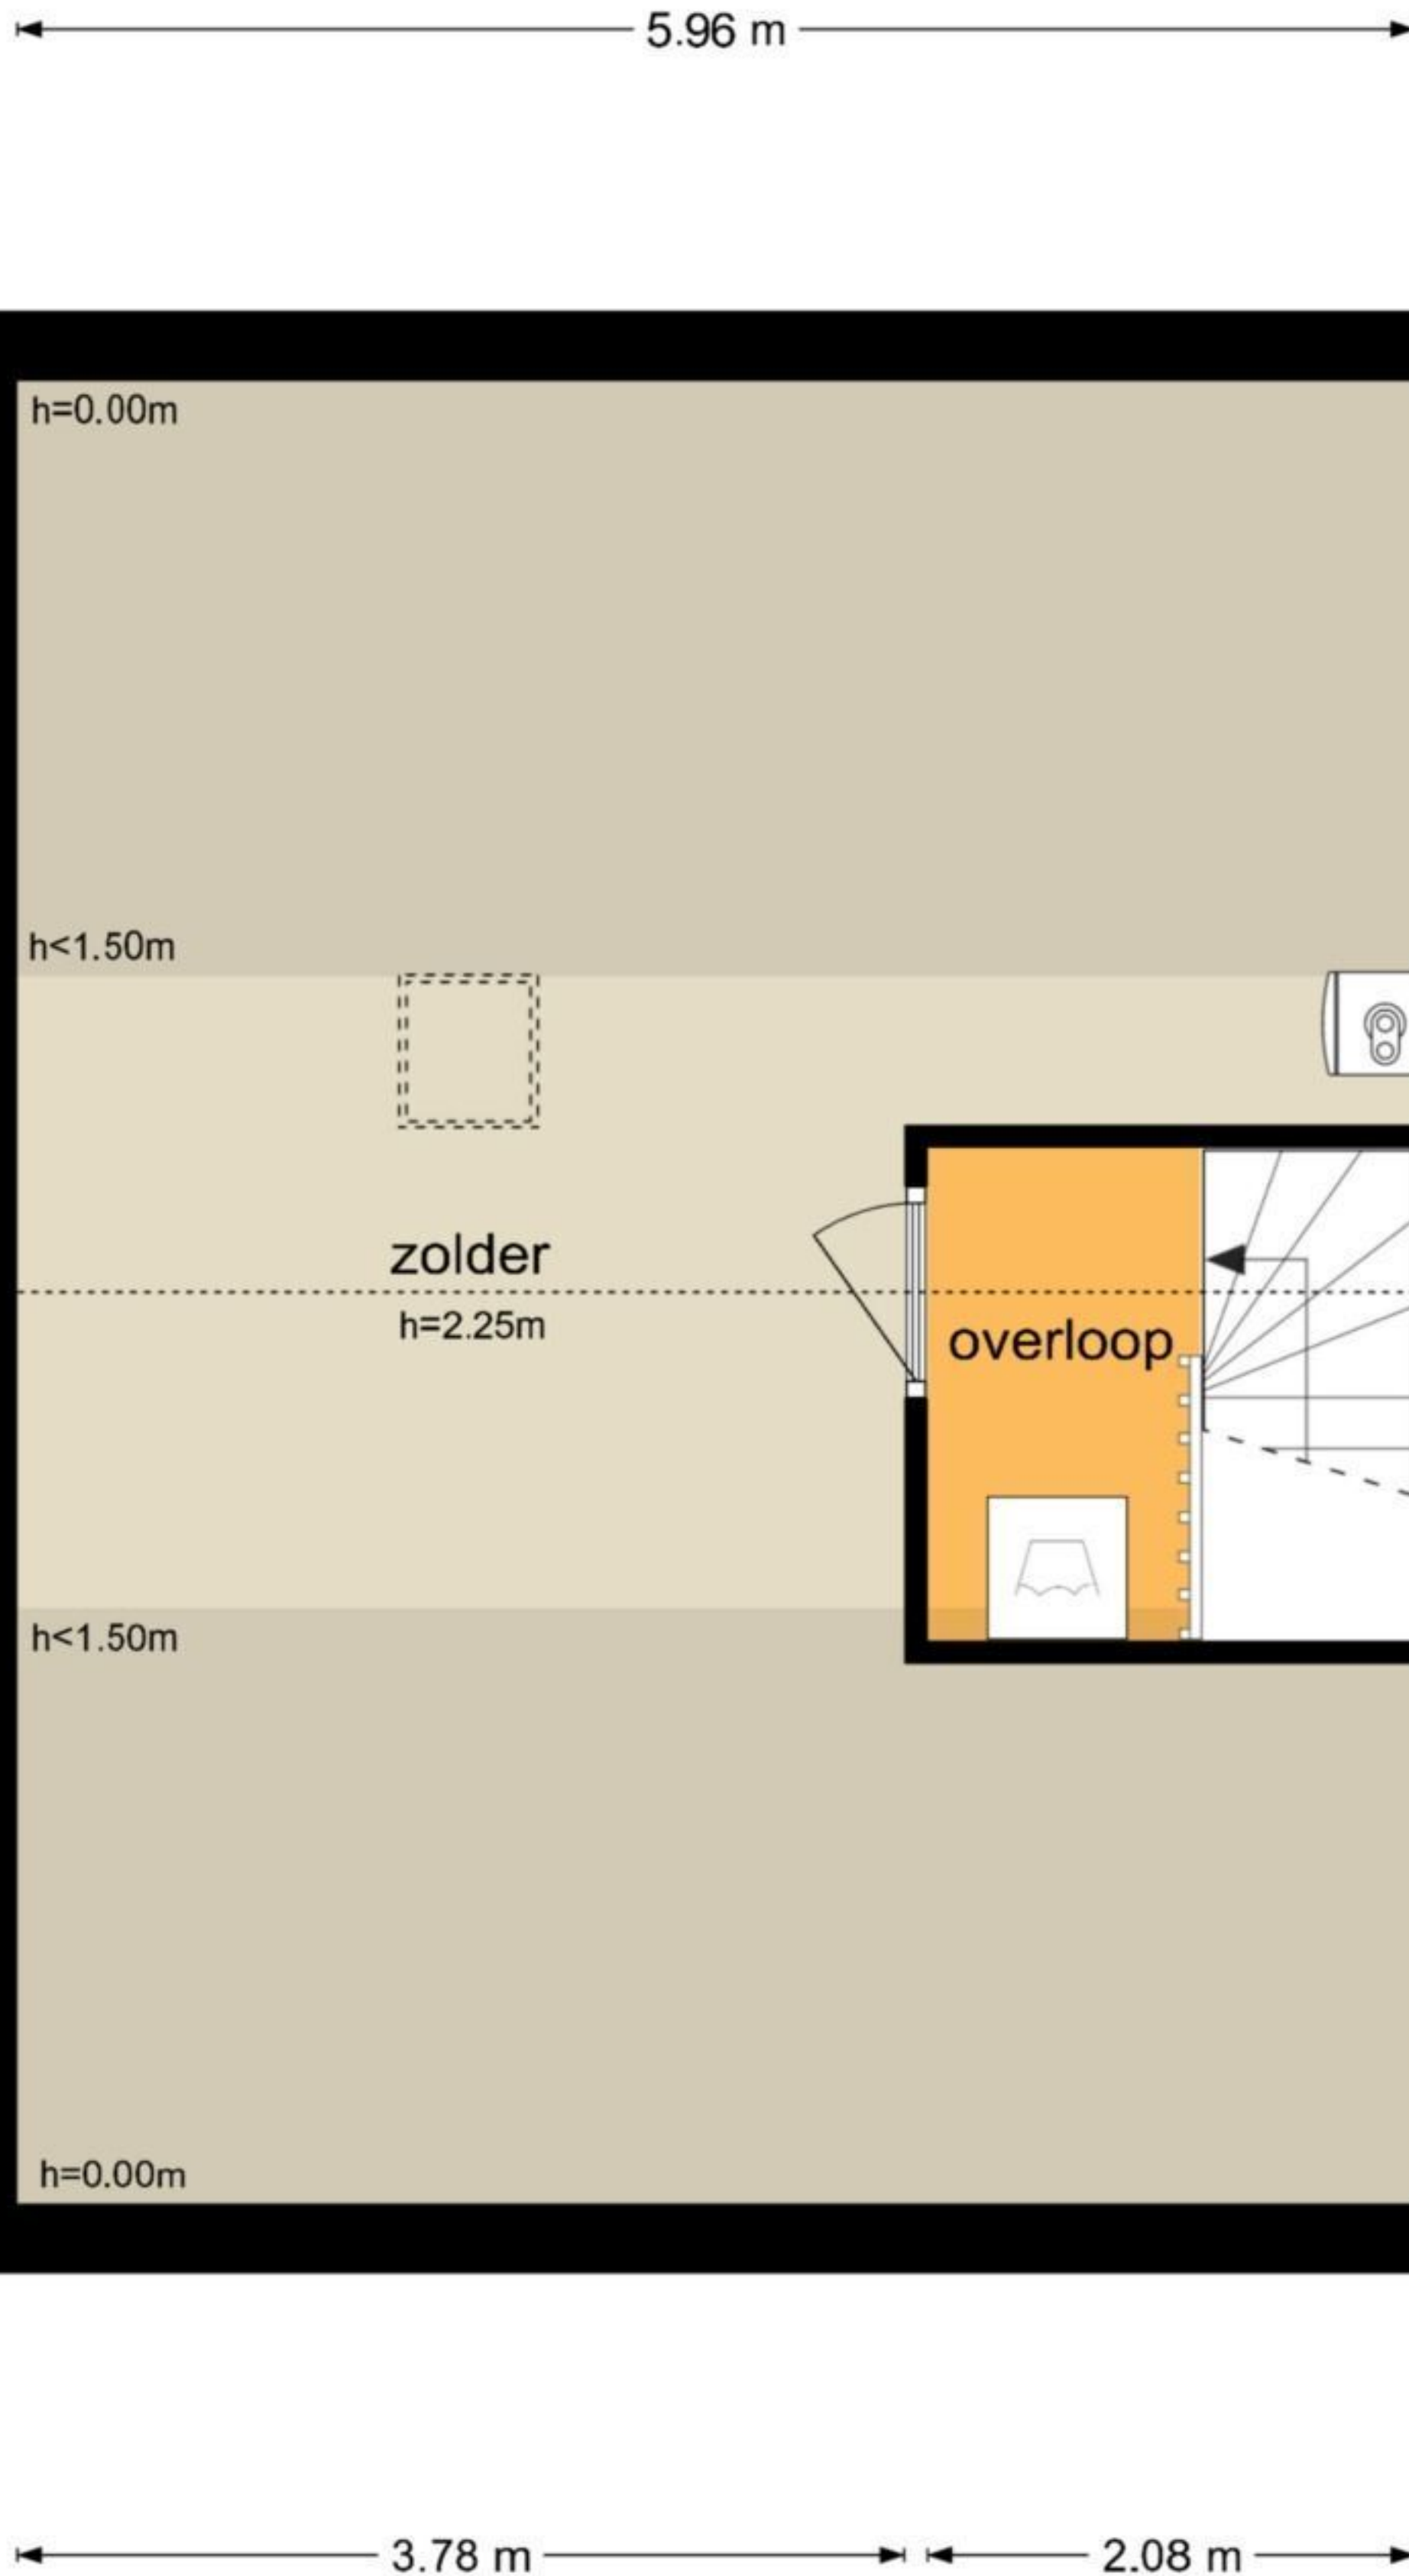 5.96 m
h=0.00m
h<1.50m
zolder
h=2.25m
overloop
h<1.50m
h=0.00m
3.78 m
2.08 m